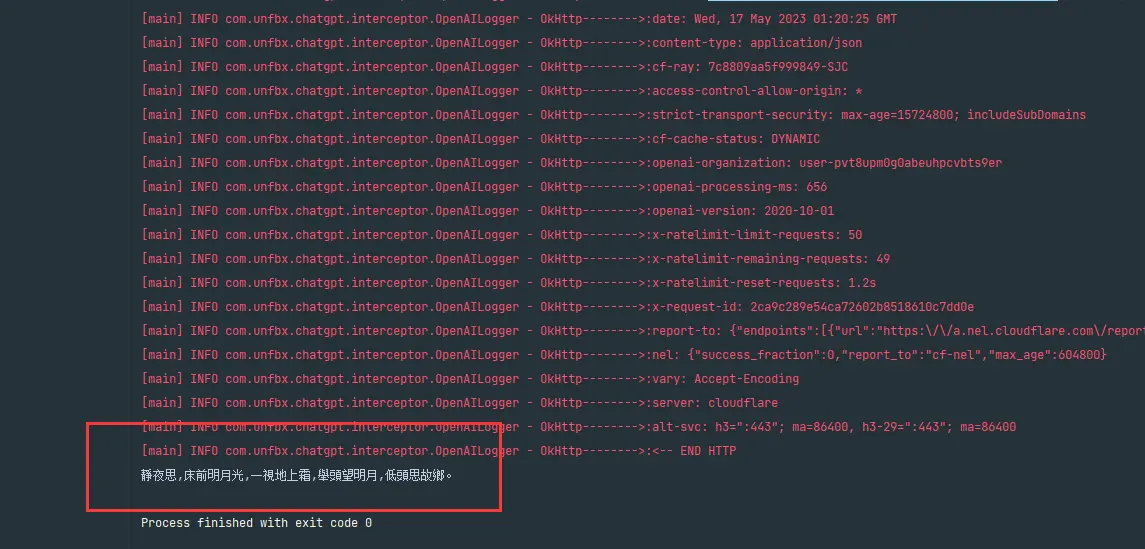 [main] INFO com.unfbx.chatgpt.interceptor.OpenAILogger - OkHttp-------->:date: Wed, 17 May 2023 01:20:25 GMT
[main] INFO com.unfbx.chatgpt.interceptor.OpenAILogger - OkHttp-------->:content-type: application/json
[main] INFO com.unfbx.chatgpt.interceptor.OpenAILogger - OkHttp-------->:cf-ray: 7c8809aa5f999849-SJC
[main] INFO com.unfbx.chatgpt.interceptor.OpenAILogger - OkHttp-------->:access-control-allow-origin: *
[main] INFO com.unfbx.chatgpt.interceptor.OpenAILogger - OkHttp-------->:strict-transport-security: max-age=15724800; includeSubDomains
[main] INFO com.unfbx.chatgpt.interceptor.OpenAILogger - OkHttp-------->:cf-cache-status: DYNAMIC
[main] INFO com.unfbx.chatgpt.interceptor.OpenAILogger - OkHttp-------->:openai-organization: user-pvt8upm0g0abeuhpcvbts9er
[main] INFO com.unfbx.chatgpt.interceptor.OpenAILogger - OkHttp-------->:openai-processing-ms: 656
[main] INFO com.unfbx.chatgpt.interceptor.OpenAILogger - OkHttp-------->:openai-version: 2020-10-01
[main] INFO com.unfbx.chatgpt.interceptor.OpenAILogger - OkHttp-------->:x-ratelimit-limit-requests: 50
[main] INFO com.unfbx.chatgpt.interceptor.OpenAILogger - OkHttp-------->:x-ratelimit-remaining-requests: 49
[main] INFO com.unfbx.chatgpt.interceptor.OpenAILogger - OkHttp-------->:x-ratelimit-reset-requests: 1.2s
[main] INFO com.unfbx.chatgpt.interceptor.OpenAILogger - OkHttp-------->:x-request-id: 2ca9c289e54ca72602b8518610c7dd0e
[main] INFO com.unfbx.chatgpt.interceptor.OpenAILogger - OkHttp-------->:report-to: {"endpoints":[{"url":"https:\/\/a.nel.cloudflare.com\/report
[main] INFO com.unfbx.chatgpt.interceptor.OpenAILogger - OkHttp-------->:nel: {"success_fraction":0,"report_to":"cf-nel","max_age":604800}
[main] INFO com.unfbx.chatgpt.interceptor.OpenAILogger - OkHttp-------->:vary: Accept-Encoding
[main] INFO com.unfbx.chatgpt.interceptor.OpenAILogger - OkHttp-------->:server: cloudflare
[main] INFO com.unfbx.chatgpt.interceptor.OpenAILogger - OkHttp-------->:alt-svc: h3=":443"; ma=86400, h3-29=":443"; ma=86400
[main] INFO com.unfbx.chatgpt.interceptor.OpenAILogger - OkHttp-------->:<-- END HTTP
靜夜思,床前明月光,一視地上霜,舉頭望明月,低頭思故鄉。
Process finished with exit code 0